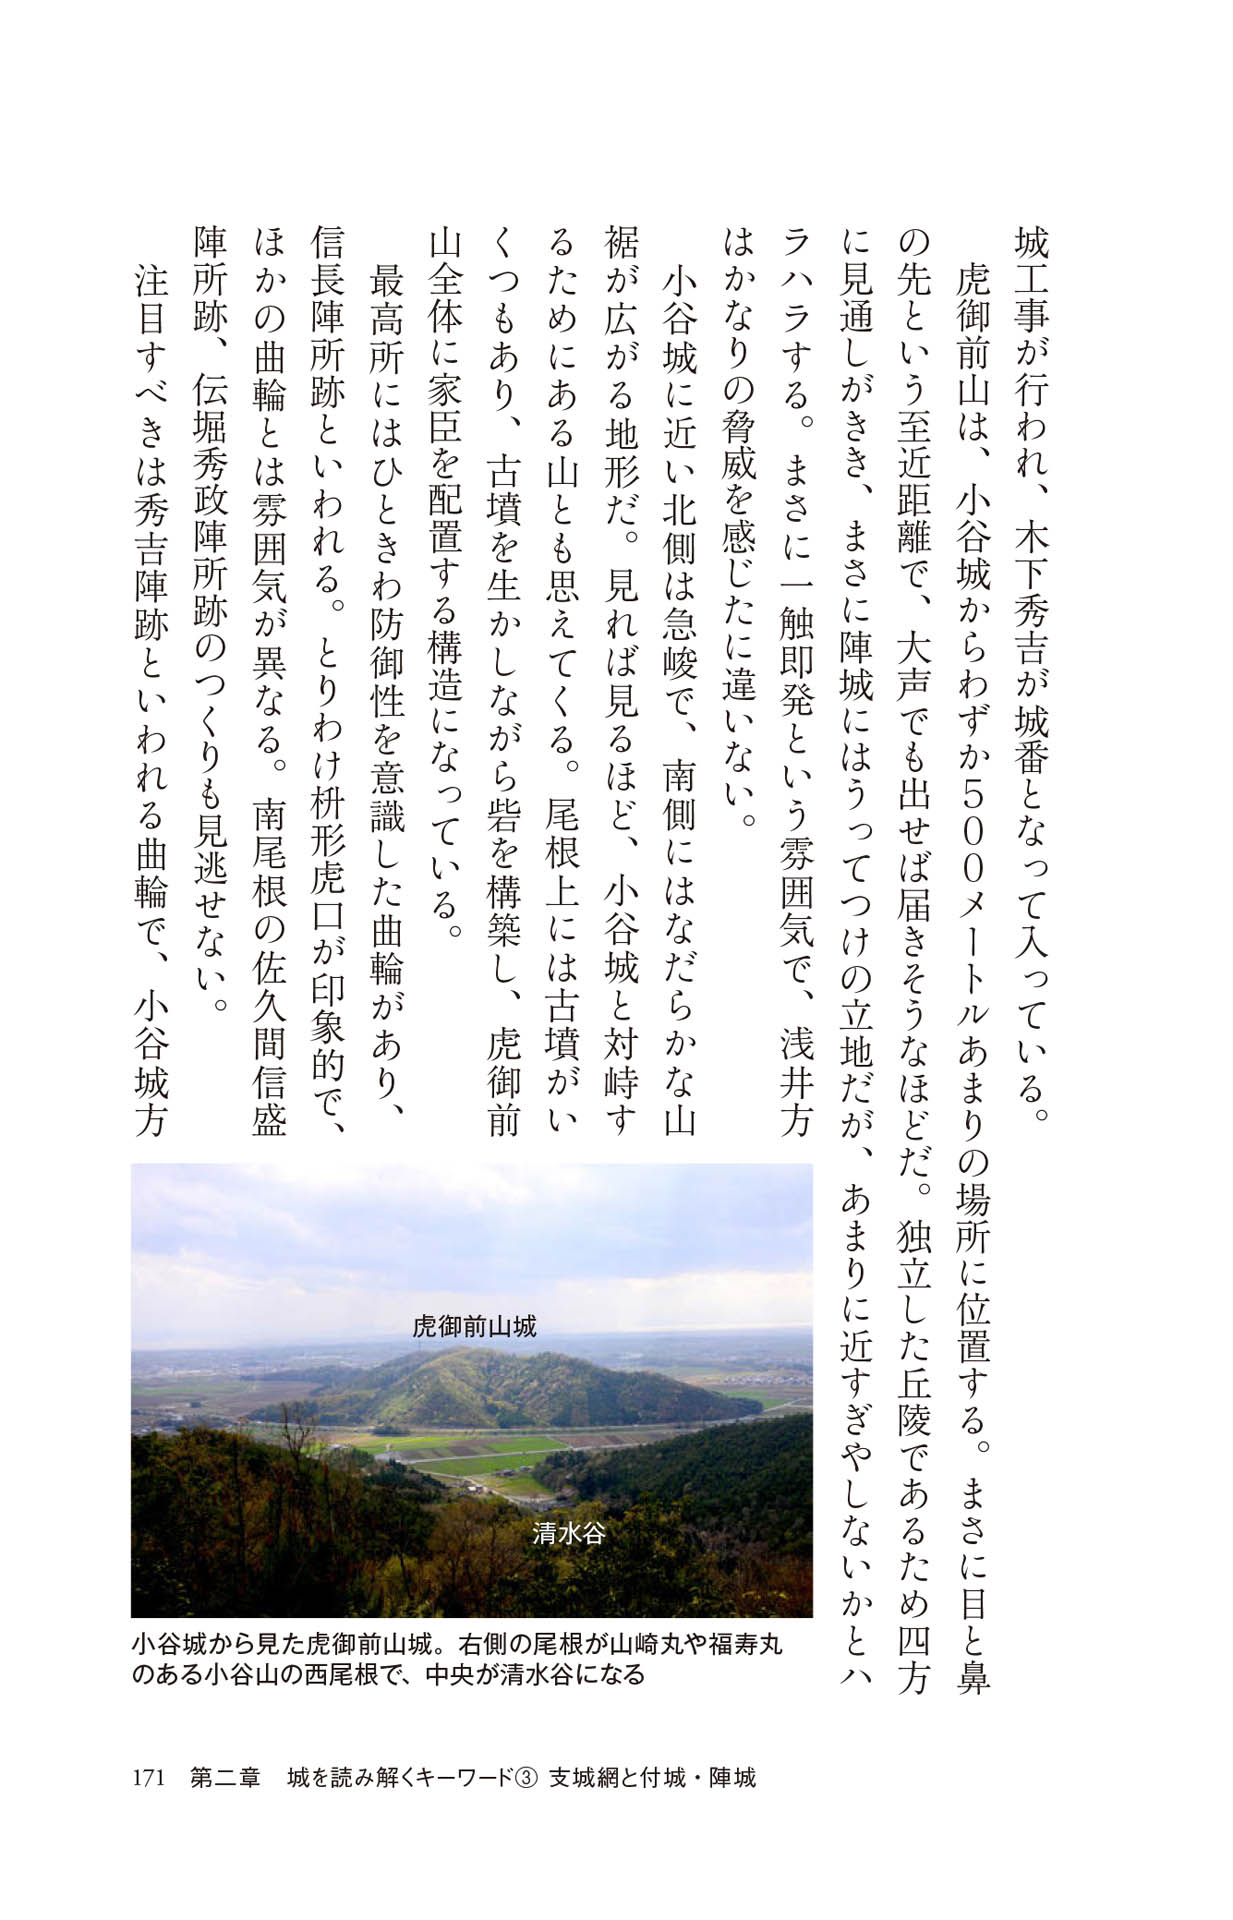 城工事が行われ、木下秀吉が城番となって入っている。
虎御前山は、小谷城からわずか500メートルあまりの場所に位置する。まさに目と鼻
の先という至近距離で、大声でも出せば届きそうなほどだ。独立した丘陵であるため四方
に見通しがきき、まさに陣城にはうってつけの立地だが、あまりに近すぎやしないかとハ
ラハラする。まさに一触即発という雰囲気で、浅井方
はかなりの脅威を感じたに違いない。
小谷城に近い北側は急峻で、南側にはなだらかな山
裾が広がる地形だ。見れば見るほど、小谷城と対峙す
るためにある山とも思えてくる。尾根上には古墳がい
くつもあり、古墳を生かしながら砦を構築し、虎御前
山全体に家臣を配置する構造になっている。
最高所にはひときわ防御性を意識した曲輪があり、
信長陣所跡といわれる。とりわけ枡形虎口が印象的で、
ほかの曲輪とは雰囲気が異なる。南尾根の佐久間信盛
陣所跡、伝堀秀政陣所跡のつくりも見逃せない。
注目すべきは秀吉陣跡といわれる曲輪で、小谷城方
虎御前山城
清水谷
小谷城から見た虎御前山城。右側の尾根が山崎丸や福寿丸
のある小谷山の西尾根で、中央が清水谷になる
171 第二章 城を読み解くキーワード③ 支城網と付城・陣城